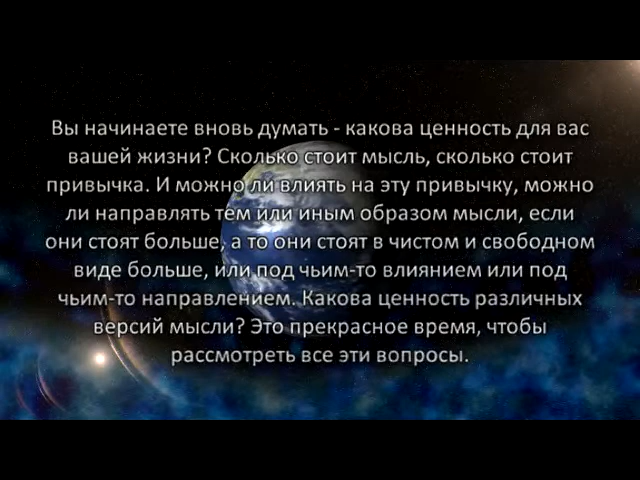 Вы начинаете вновь думать - какова ценность для вас
вашей жизни? Сколько стоит мысль, сколько стоит
привычка. И можно ли влиять на эту привычку, можно
ли направлять тем или иным образом мысли, если
они стоят больше, а то они стоят в чистом и свободном
виде больше, или под чьим-то влиянием или под
чьим-то направлением. Какова ценность различных
версий мысли? Это прекрасное время, чтобы
рассмотреть все эти вопросы.